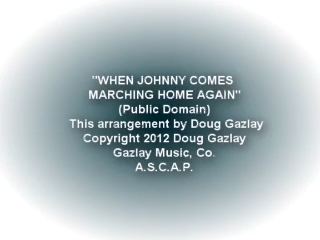 "WHEN JOHNNY COMES
MARCHING HOME AGAIN"
(Public Domain)
This arrangement by Doug Gazlay
Copyright 2012 Doug Gazlay
Gazlay Music, Co.
A.S.C.A.P.